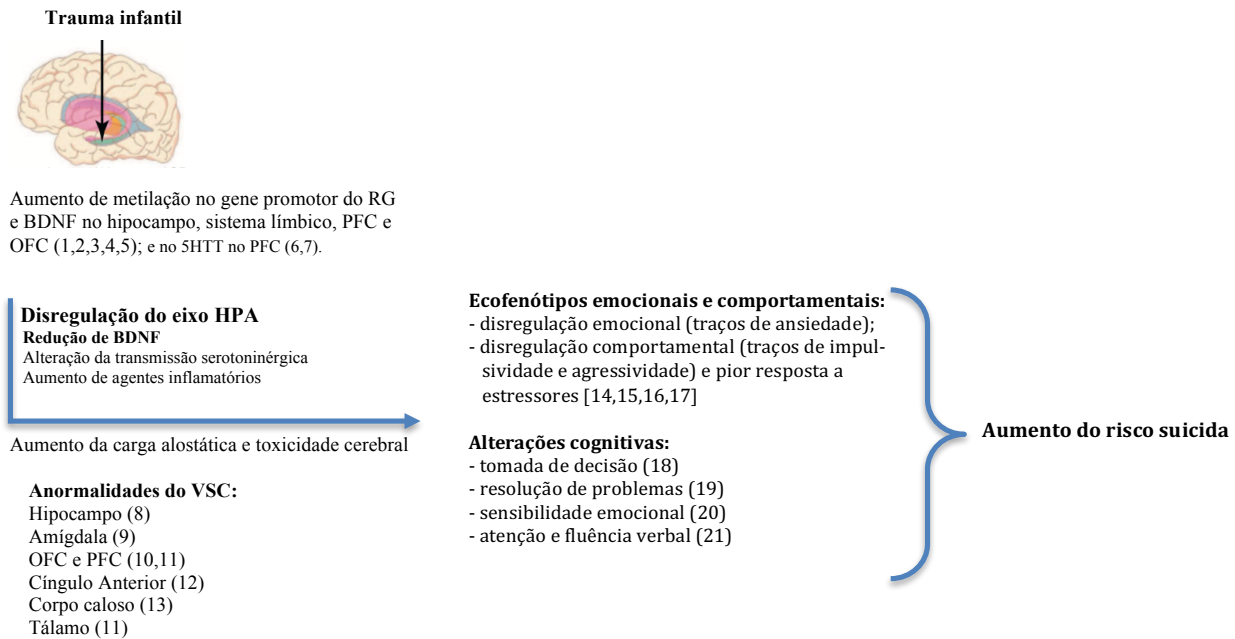 Trauma infantil
Aumento de metilação no gene promotor do RG
e BDNF no hipocampo, sistema límbico, PFC e
OFC (1,2,3,4,5); e no 5HTT no PFC (6,7).
Disregulação do eixo HPA
Redução de BDNF
Alteração da transmissão serotoninérgica
Aumento de agentes inflamatórios
Aumento da carga alostática e toxicidade cerebral
Anormalidades do VSC:
Hipocampo (8)
Amígdala (9)
OFC e PFC (10,11)
Cíngulo Anterior (12)
Corpo caloso (13)
Tálamo (11)
Ecofenótipos emocionais e comportamentais:
- disregulação emocional (traços de ansiedade);
- disregulação comportamental (traços de impul-
sividade e agressividade) e pior resposta a
estressores [14,15,16,17]
Alterações cognitivas:
- tomada de decisão (18)
- resolução de problemas (19)
- sensibilidade emocional (20)
- atenção e fluência verbal (21)
Aumento do risco suicida